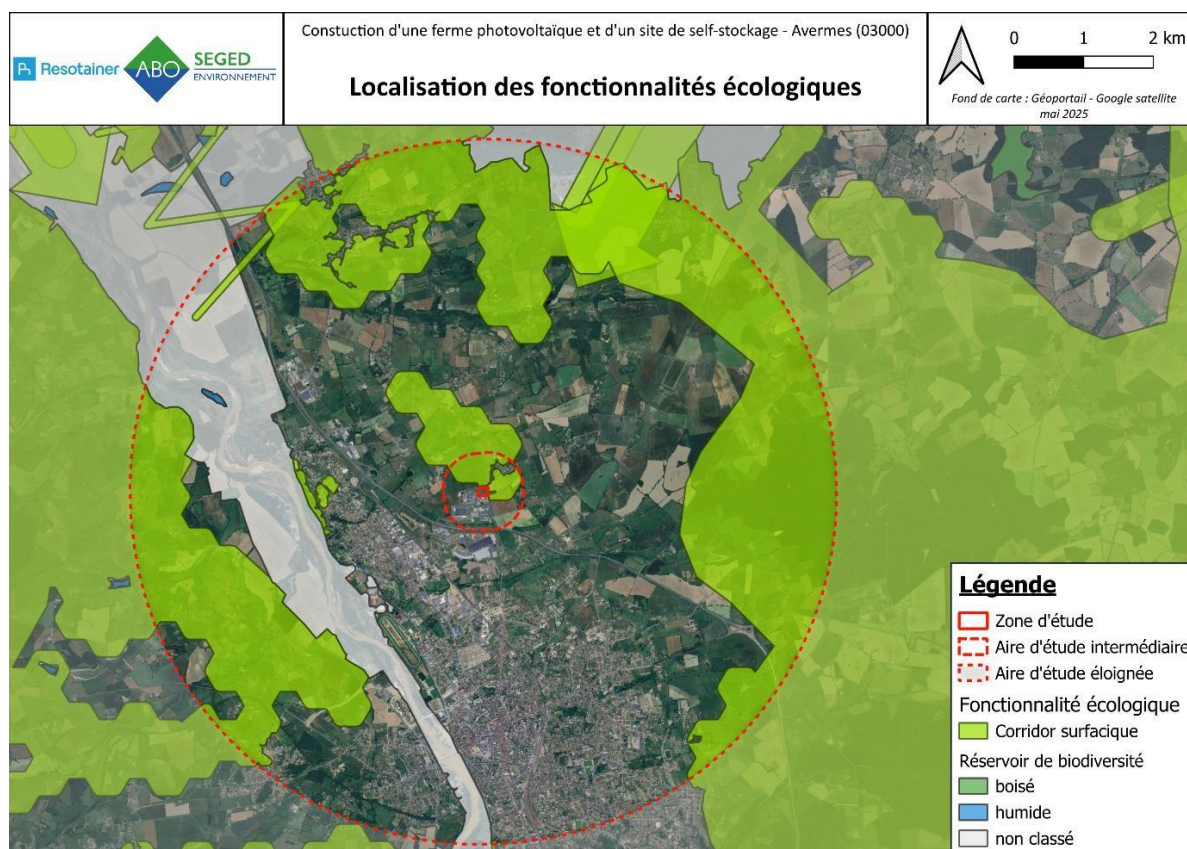 Resotainer
ABO
SEGED
ENVIRONNEMENT
Constuction d'une ferme photovoltaïque et d'un site de self-stockage - Avermes (03000)
Localisation des fonctionnalités écologiques
0 1 2 km
Fond de carte : Géoportail - Google satellite
mai 2025
Légende
Zone d'étude
Aire d'étude intermédiaire
Aire d'étude éloignée
Fonctionnalité écologique
Corridor surfacique
Réservoir de biodiversité
boisé
humide
non classé